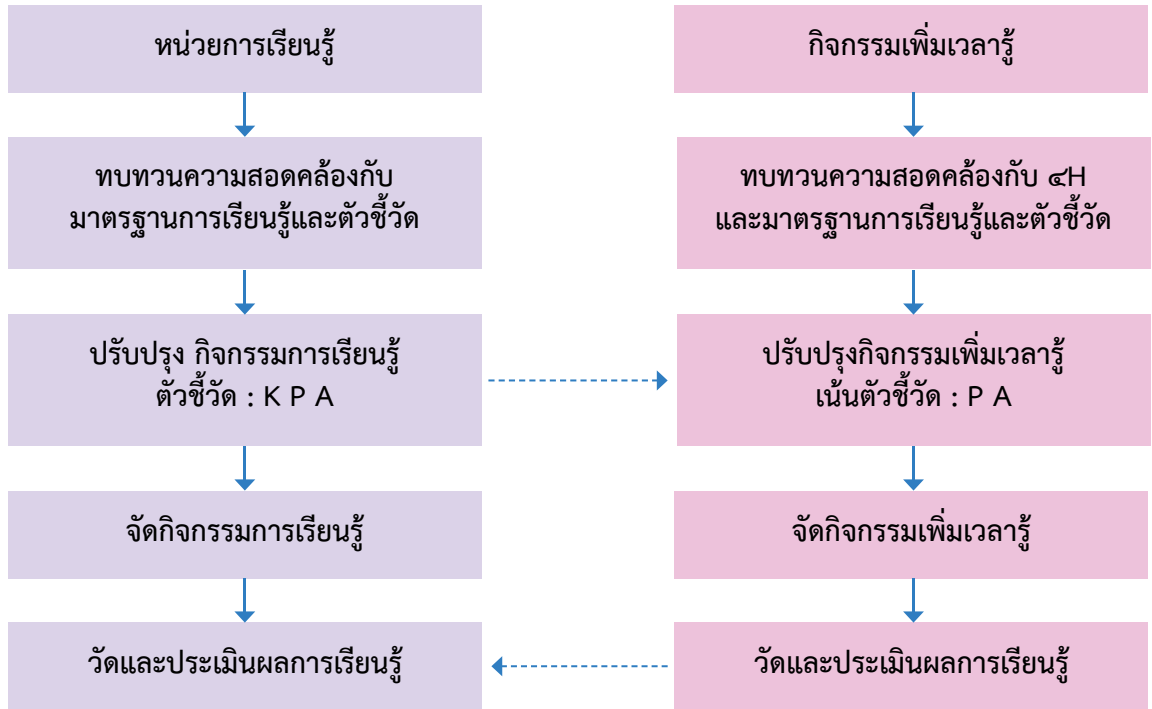 หน่วยการเรียนรู้
ทบทวนความสอดคล้องกับ
มาตรฐานการเรียนรู้และตัวชี้วัด
ปรับปรุง กิจกรรมการเรียนรู้
ตัวชี้วัด : K P A
จัดกิจกรรมการเรียนรู้
วัดและประเมินผลการเรียนรู้
กิจกรรมเพิ่มเวลารู้
ทบทวนความสอดคล้องกับ ๔H
และมาตรฐานการเรียนรู้และตัวชี้วัด
ปรับปรุงกิจกรรมเพิ่มเวลารู้
เน้นตัวชี้วัด : P A
จัดกิจกรรมเพิ่มเวลารู้
วัดและประเมินผลการเรียนรู้